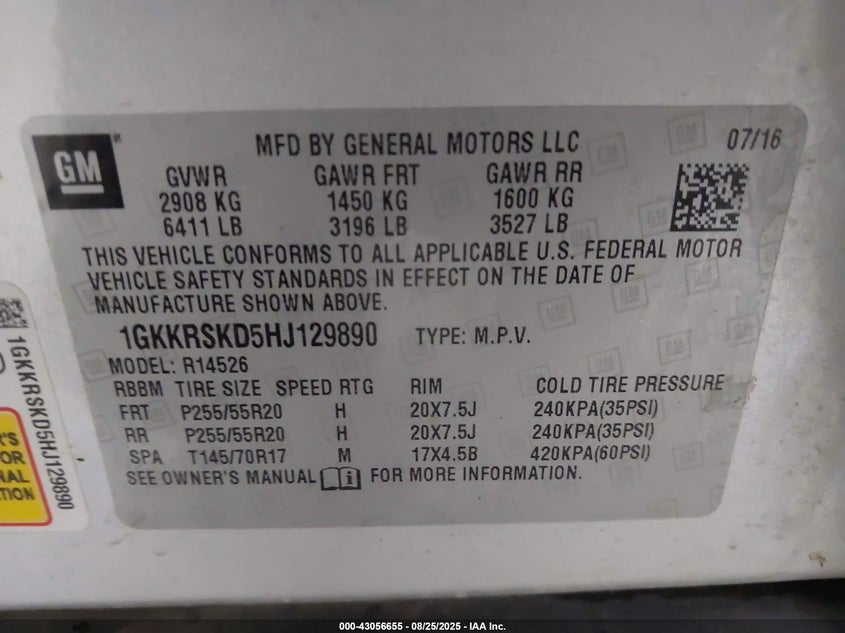 GM
MFD BY GENERAL MOTORS LLC 07/16
GVWR GAWR FRT GAWR RR
2908 KG 1450 KG 1600 KG
6411 LB 3196 LB 3527 LB
THIS VEHICLE CONFORMS TO ALL APPLICABLE U.S. FEDERAL MOTOR
VEHICLE SAFETY STANDARDS IN EFFECT ON THE DATE OF
MANUFACTURE SHOWN ABOVE.
1GKKRSKD5HJ129890 TYPE: M.P.V.
MODEL: R14526
RBBM TIRE SIZE SPEED RTG RIM COLD TIRE PRESSURE
FRT P255/55R20 H 20X7.5J 240KPA(35PSI)
RR P255/55R20 H 20X7.5J 240KPA(35PSI)
SPA T145/70R17 M 17X4.5B 420KPA(60PSI)
SEE OWNER'S MANUAL FOR MORE INFORMATION.
1GKKRSKD5HJ129890
000-43056655 - 08/25/2025 - IAA Inc.